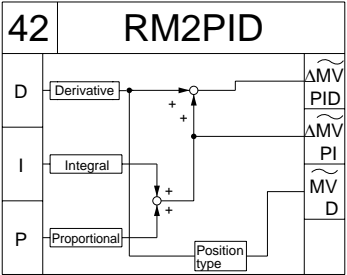 42 RM2PID
D Derivative ΔMV
+ PID
+
ΔMV
PI
I Integral
+
+
MV
D
P Proportional
Position
type